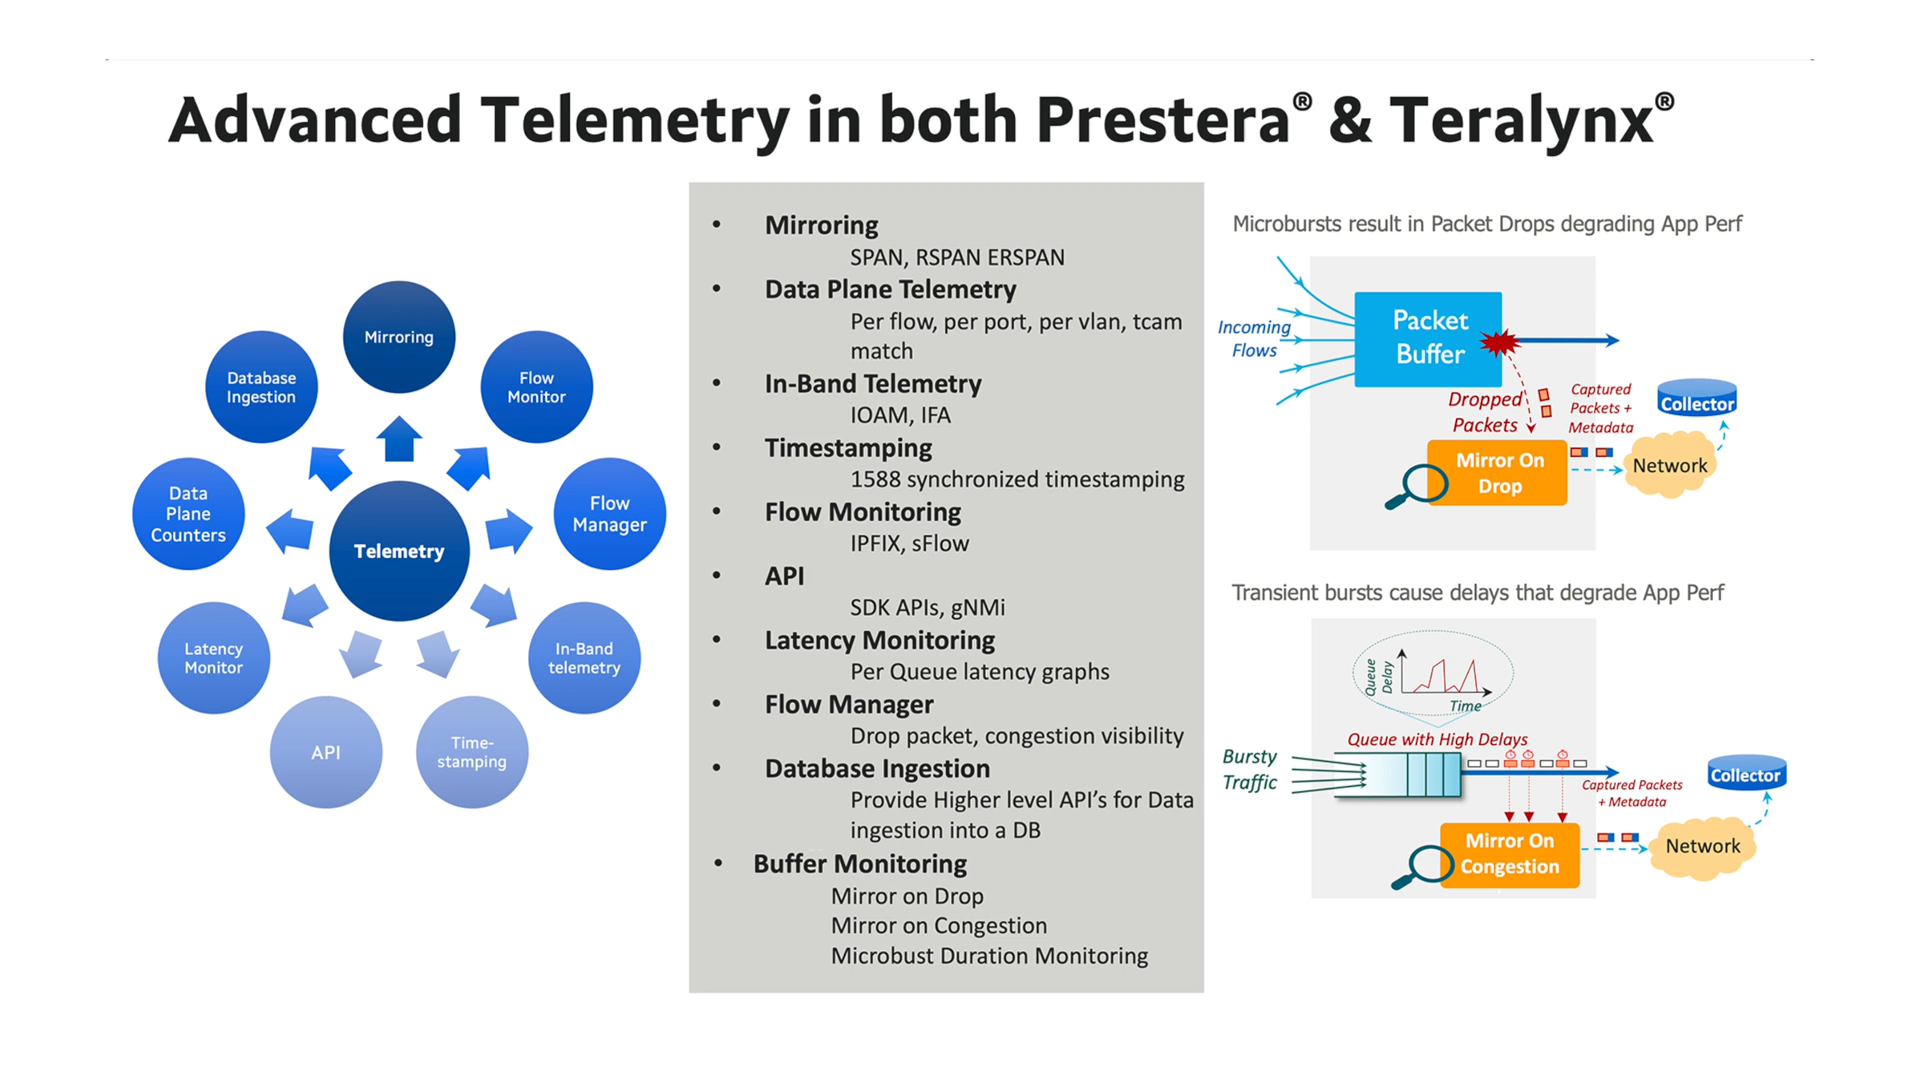 Advanced Telemetry in both Prestera® & Teralynx®
Mirroring
Flow
Monitor
Flow
Manager
In-Band
telemetry
Time-
stamping
API
Latency
Monitor
Data
Plane
Counters
Database
Ingestion
Telemetry
• Mirroring
SPAN, RSPAN ERSPAN
• Data Plane Telemetry
Per flow, per port, per vlan, tcam
match
• In-Band Telemetry
IOAM, IFA
• Timestamping
1588 synchronized timestamping
• Flow Monitoring
IPFIX, sFlow
• API
SDK APIs, gNMi
• Latency Monitoring
Per Queue latency graphs
• Flow Manager
Drop packet, congestion visibility
• Database Ingestion
Provide Higher level API's for Data
ingestion into a DB
• Buffer Monitoring
Mirror on Drop
Mirror on Congestion
Microbust Duration Monitoring
Microbursts result in Packet Drops degrading App Perf
Incoming
Flows
Packet
Buffer
Dropped
Packets
Captured
Packets +
Metadata
Collector
Mirror On
Drop
Network
Transient bursts cause delays that degrade App Perf
Queue
Delay
Time
Queue with High Delays
Bursty
Traffic
Captured Packets
+ Metadata
Collector
Mirror On
Congestion
Network